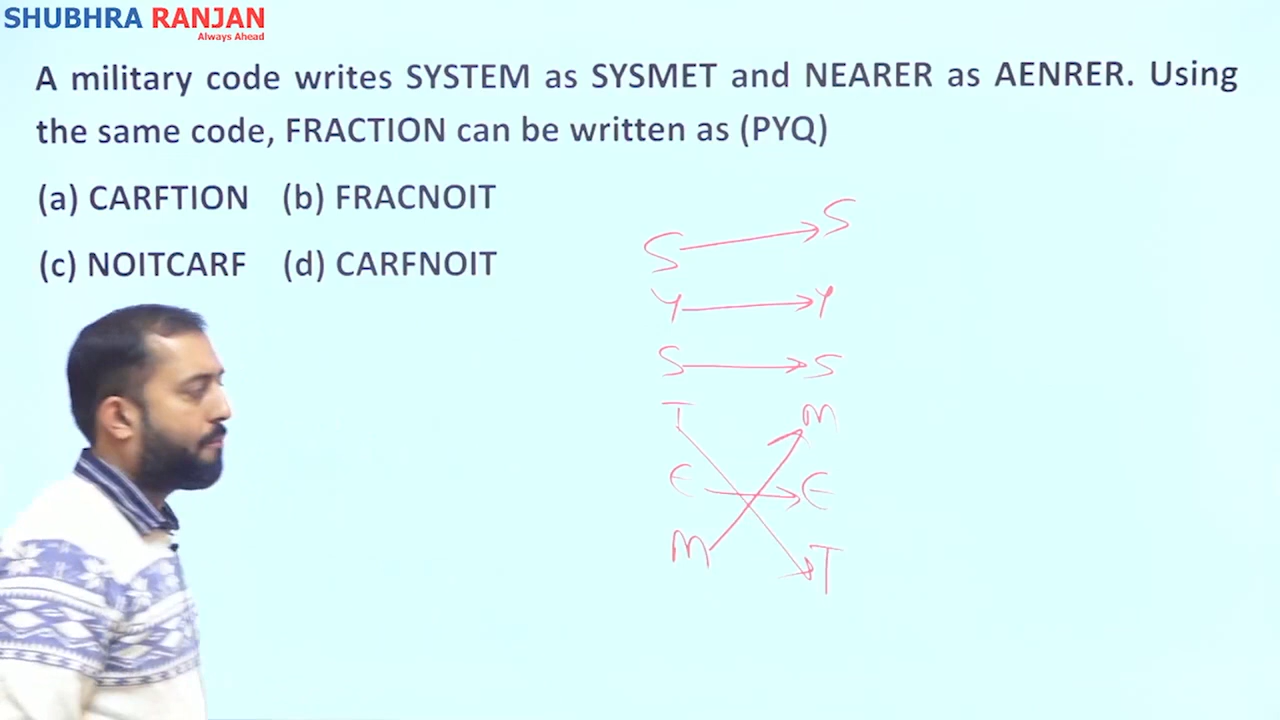 SHUBHRA RANJAN
Always Ahead
A military code writes SYSTEM as SYSMET and NEARER as AENRER. Using
the same code, FRACTION can be written as (PYQ)
(a) CARFTION (b) FRACNOIT
(c) NOITCARF (d) CARFNOIT
S S
Y Y
S S
T M
E E
M T